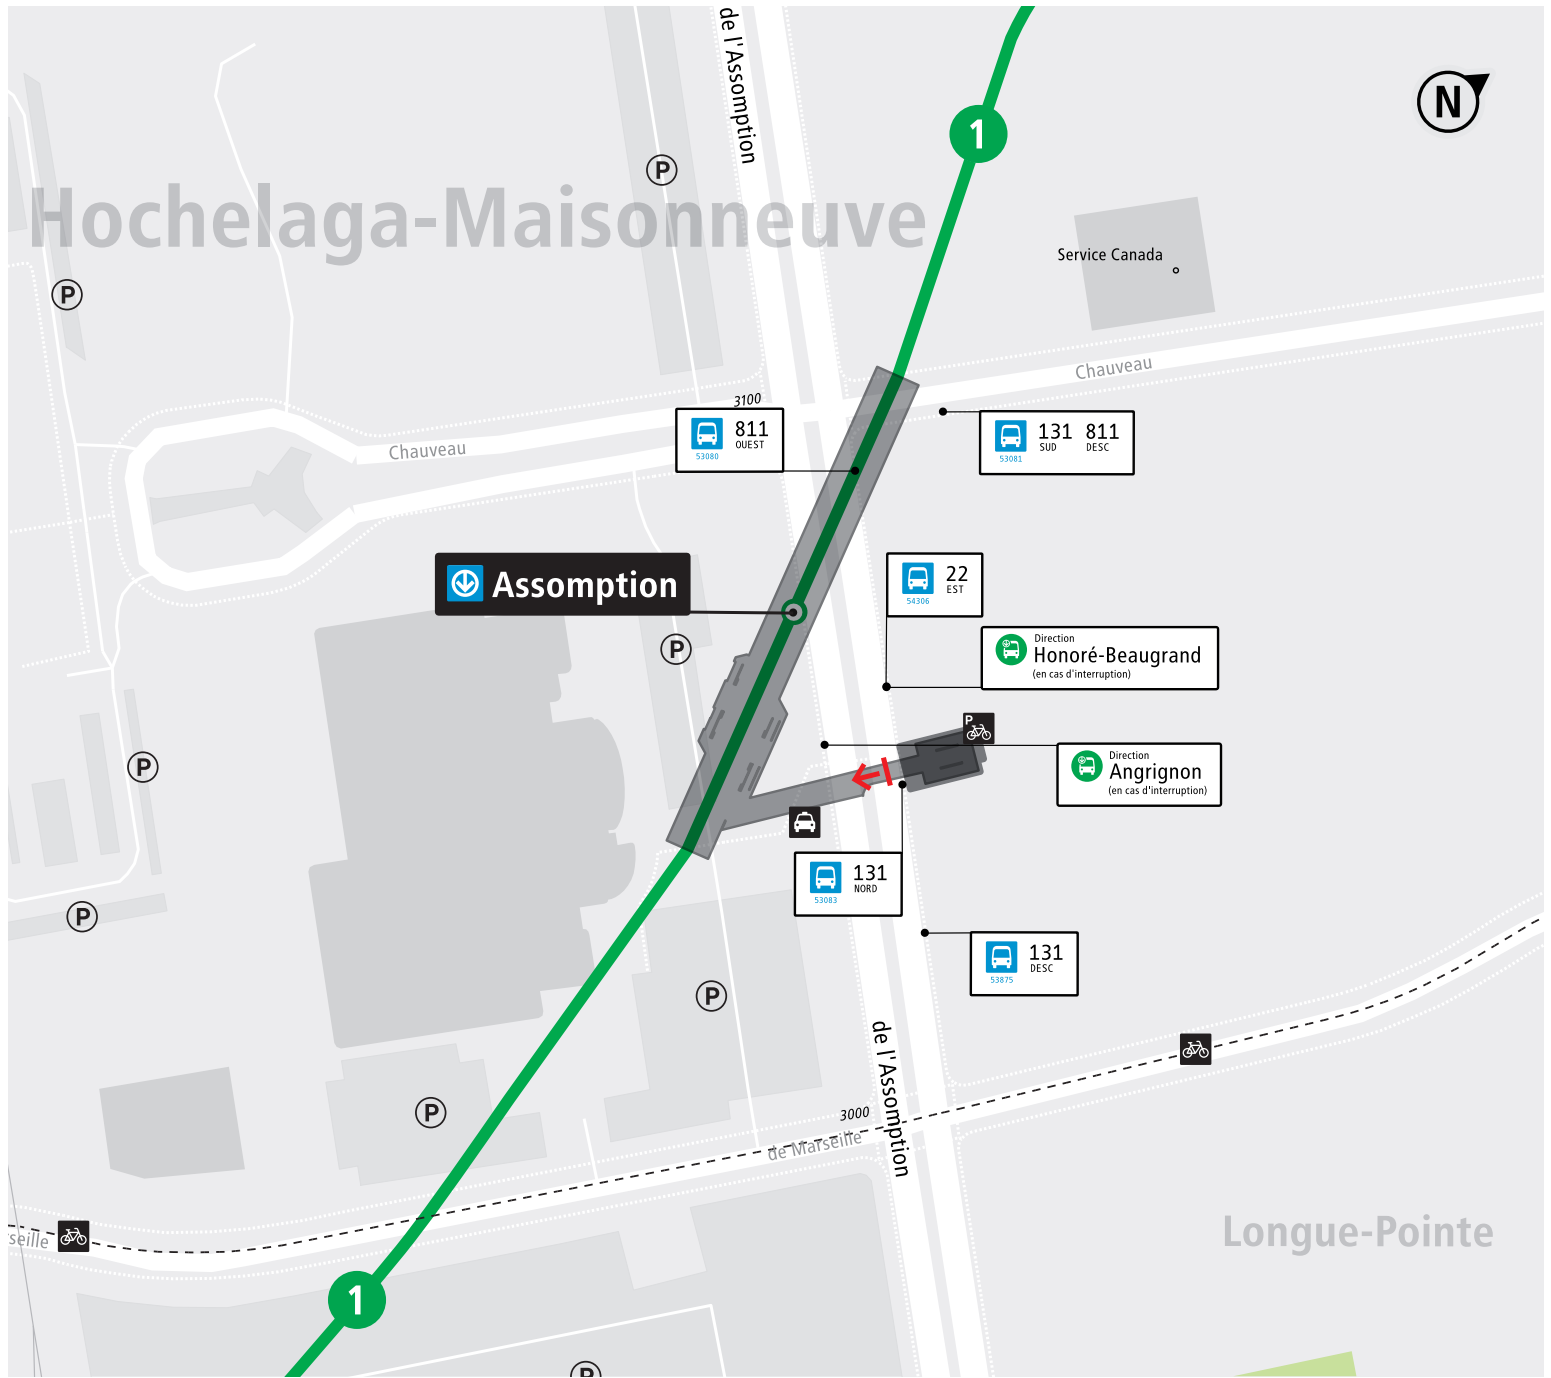 de l'Assomption
N
1
P
Hochelaga-Maisonneuve
Service Canada
P
Chauveau
3100
811
OUEST
53080
131
SUD
811
DESC
53081
Chauveau
Assomption
22
EST
54306
P
Direction
Honoré-Beaugrand
(en cas d'interruption)
P
P
Direction
Angrignon
(en cas d'interruption)
131
NORD
53083
P
131
DESC
53875
P
de l'Assomption
P
3000
de Marseille
seille
Longue-Pointe
1
P